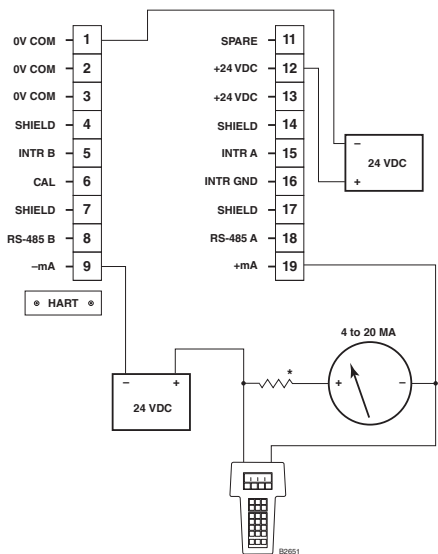 0V COM 1
0V COM 2
0V COM 3
SHIELD 4
INTR B 5
CAL 6
SHIELD 7
RS-485 B 8
–mA 9
HART
SPARE 11
+24 VDC 12
+24 VDC 13
SHIELD 14
INTR A 15
INTR GND 16
SHIELD 17
RS-485 A 18
+mA 19
–
24 VDC
+
4 to 20 MA
– +
24 VDC
*
+ –
B2651